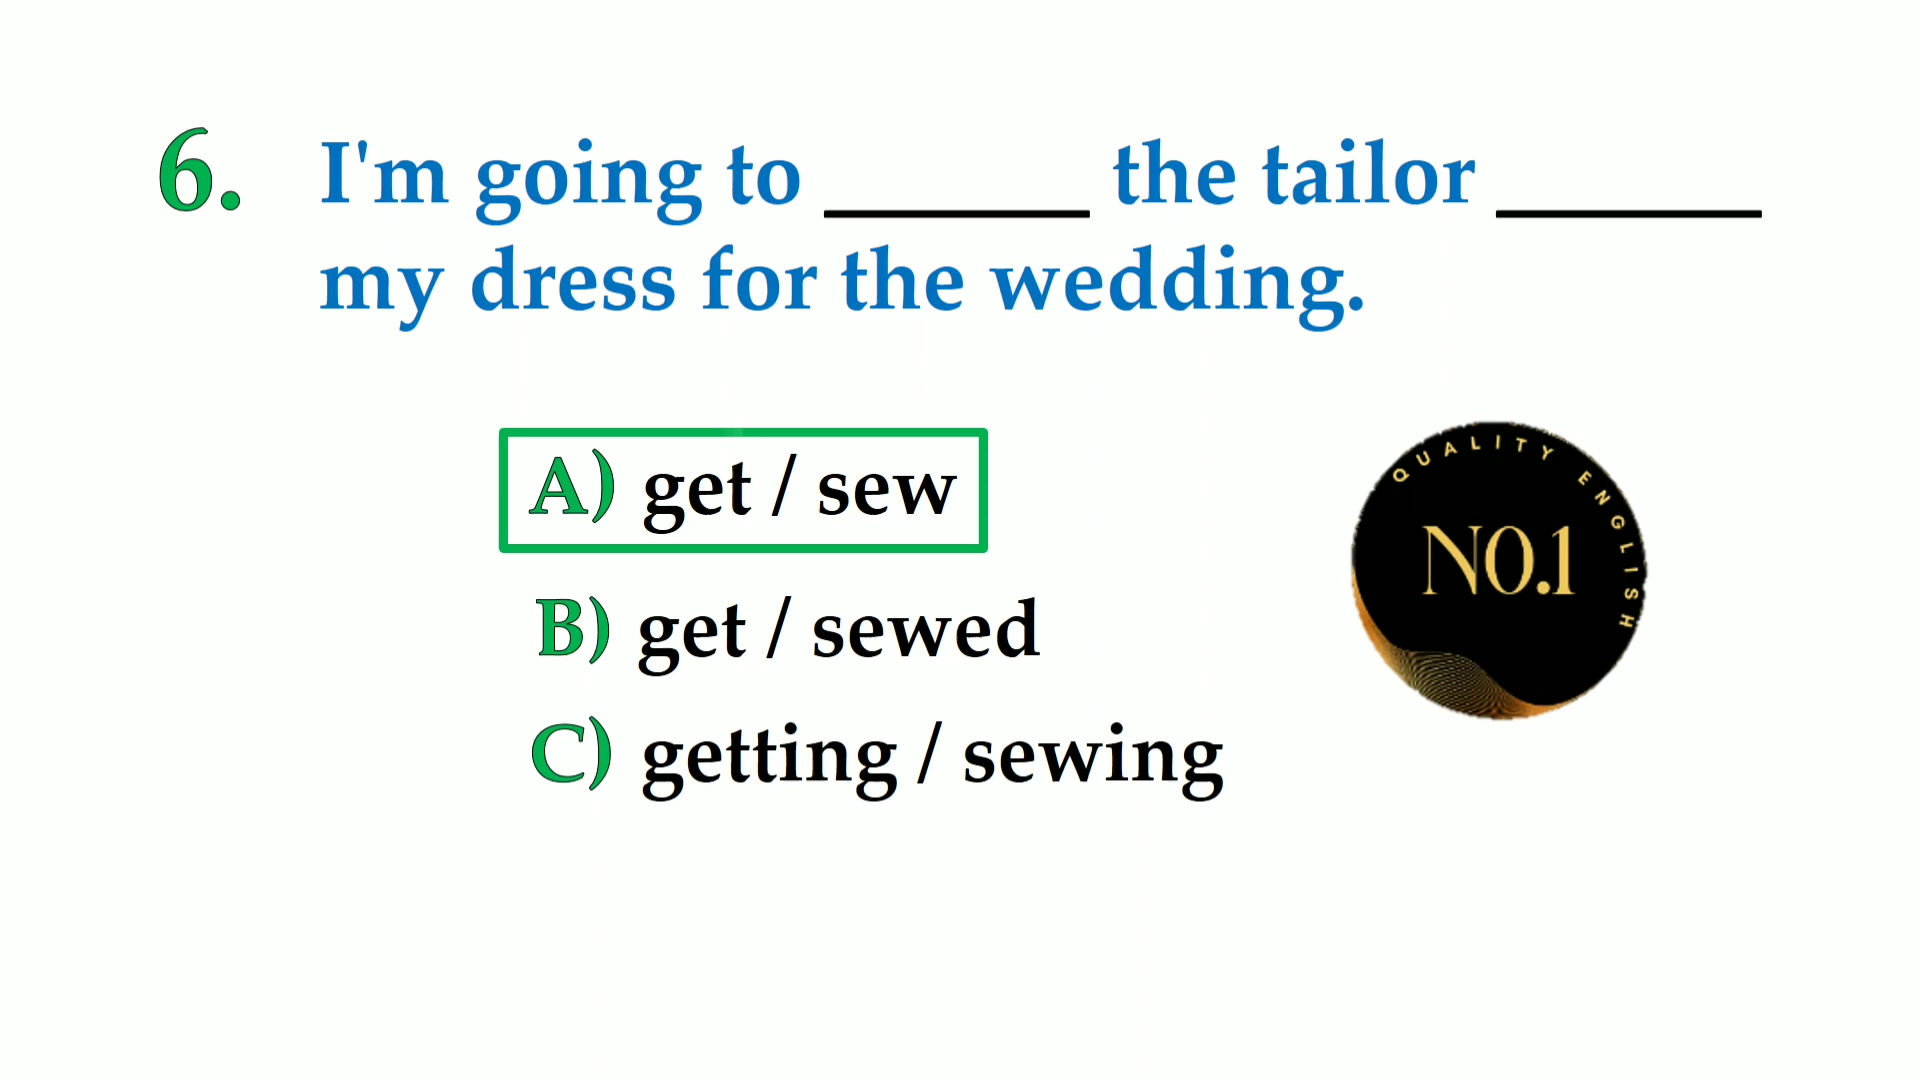 6. I'm going to ______ the tailor ______
my dress for the wedding.
A) get / sew
B) get / sewed
C) getting / sewing
QUALITY ENGLISH
NO.1